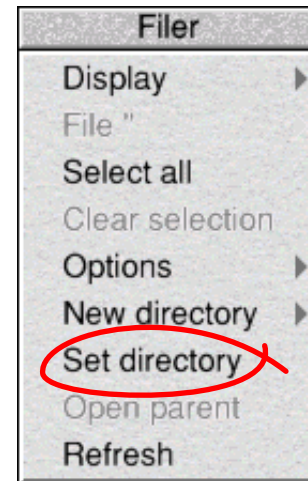 Filer
Display
File "
Select all
Clear selection
Options
New directory
Set directory
Open parent
Refresh